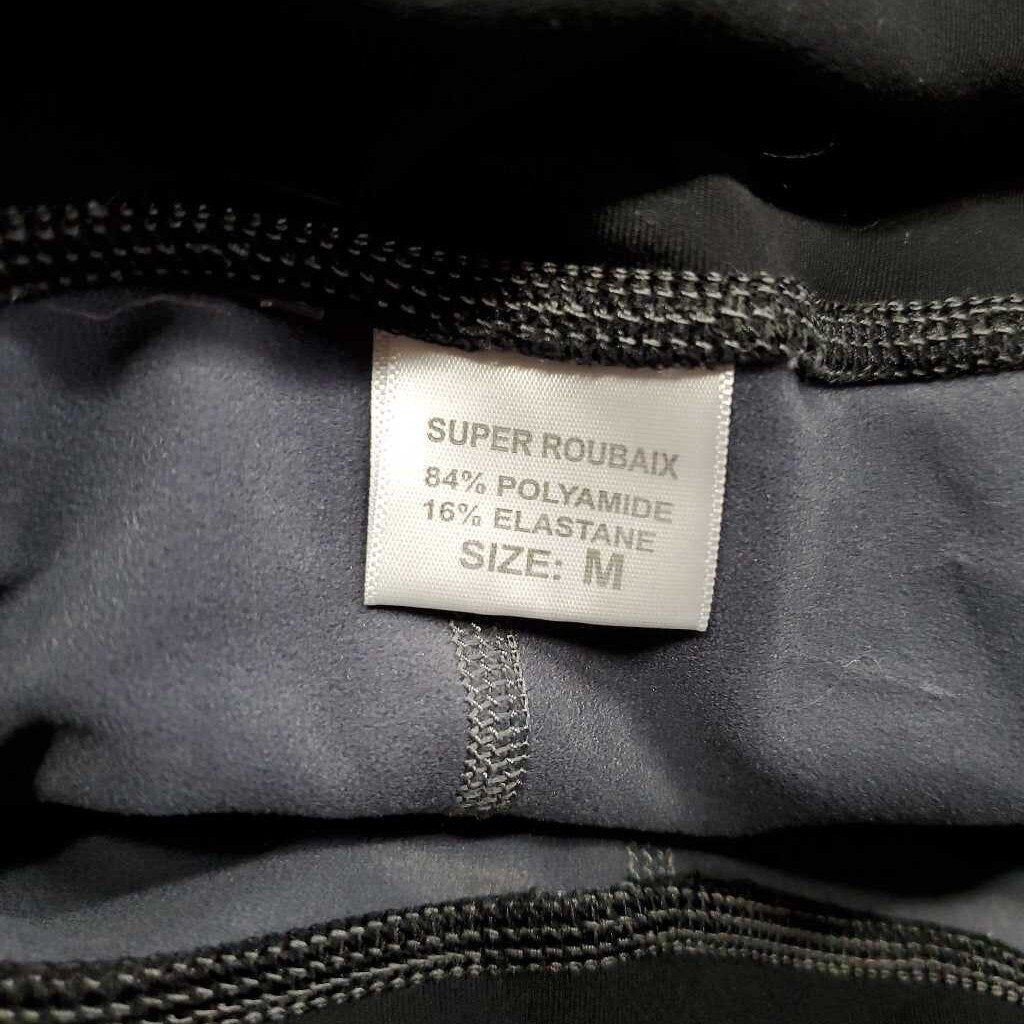 SUPER ROUBAIX
84% POLYAMIDE
16% ELASTANE
SIZE: M